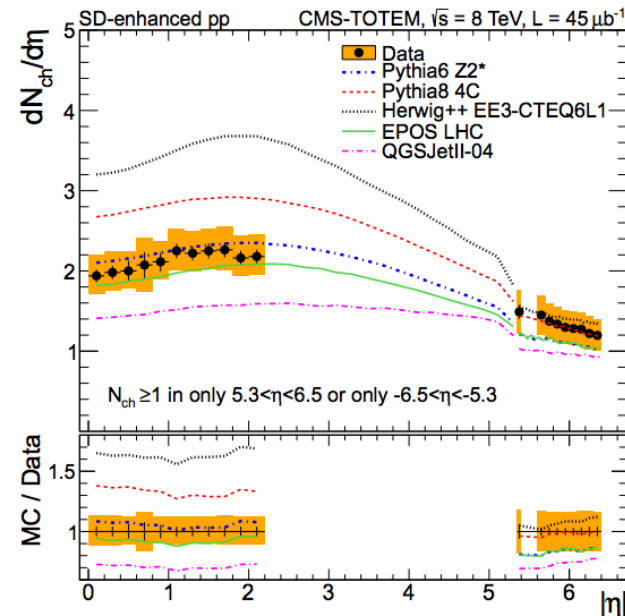 SD-enhanced pp CMS-TOTEM, √s = 8 TeV, L = 45 μb⁻¹
dN_ch/dη
5
4
3
2
1
Data
Pythia6 Z2*
Pythia8 4C
Herwig++ EE3-CTEQ6L1
EPOS LHC
QGSJetII-04
N_ch ≥1 in only 5.3<η<6.5 or only -6.5<η<-5.3
MC / Data
1.5
1
0 1 2 3 4 5 6 |η|